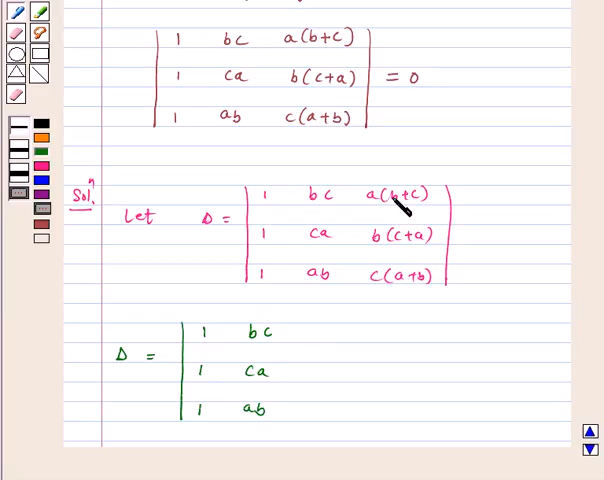 1 bc a(b+c)
1 ca b(c+a) = 0
1 ab c(a+b)
Solⁿ.
Let Δ =
1 bc a(b+c)
1 ca b(c+a)
1 ab c(a+b)
Δ =
1 bc
1 ca
1 ab